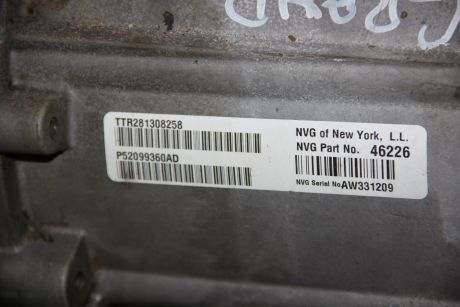 TTR281308258
P52099360AD
NVG of New York, L.L.
NVG Part No. 46226
NVG Serial No AW331209